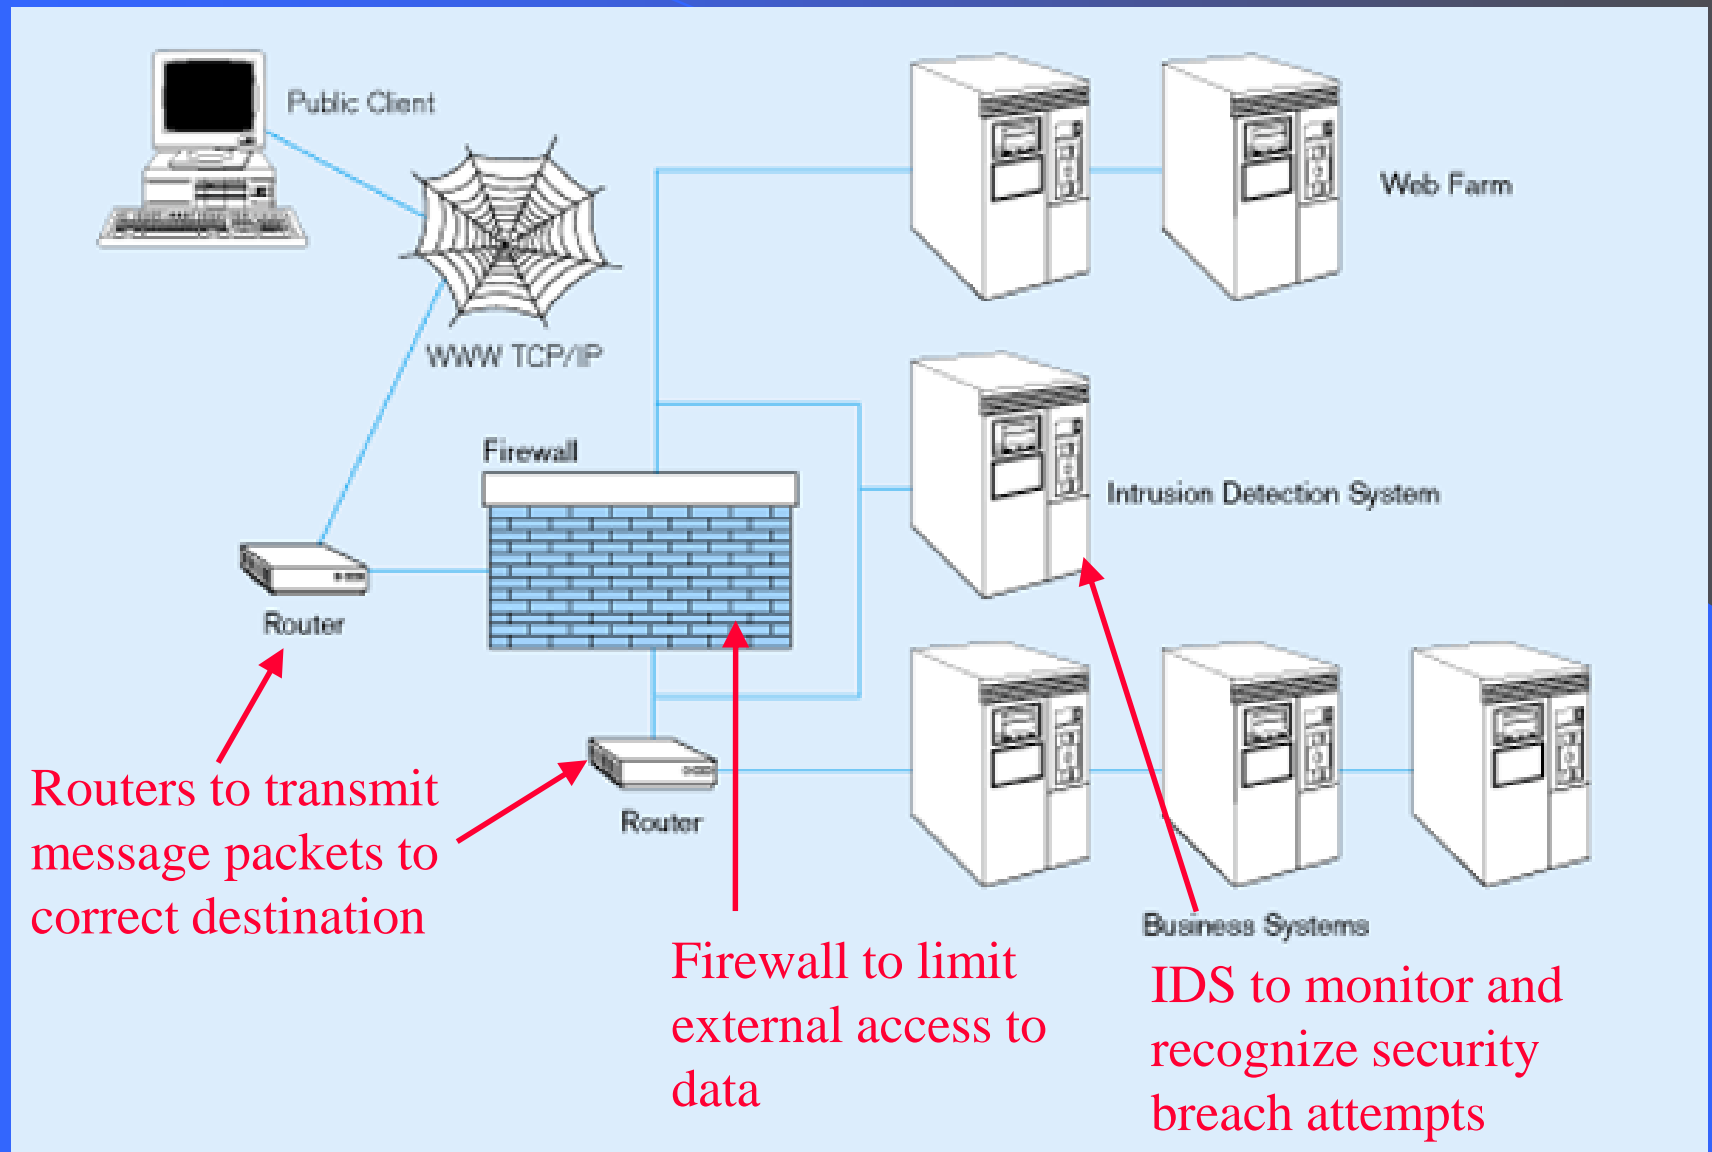 Public Client
Web Farm
WWW TCP/IP
Firewall
Intrusion Detection System
Router
Routers to transmit
message packets to
correct destination
Router
Business Systems
Firewall to limit
external access to
data
IDS to monitor and
recognize security
breach attempts